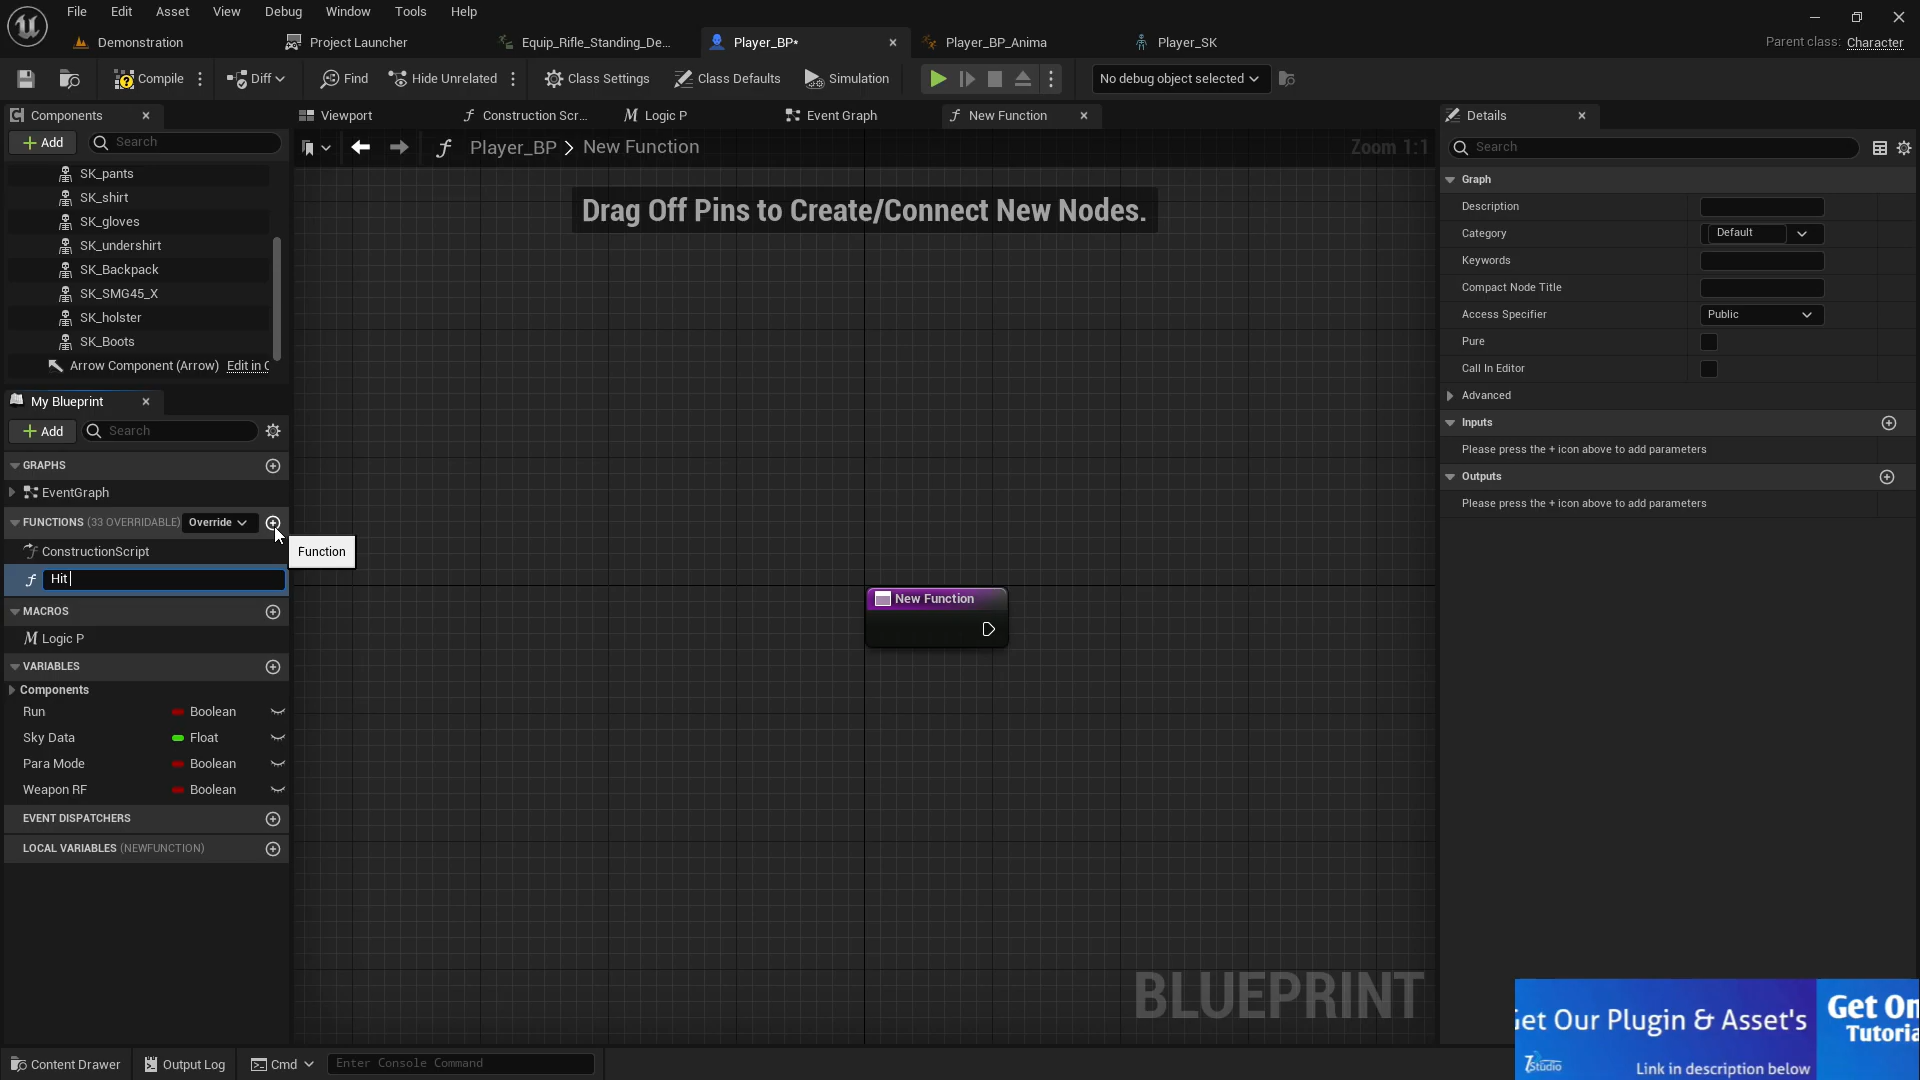 File Edit Asset View Debug Window Tools Help
Demonstration Project Launcher Equip_Rifle_Standing_De... Player_BP* Player_BP_Anima Player_SK
Parent class: Character
Compile Diff Find Hide Unrelated Class Settings Class Defaults Simulation No debug object selected
Components
Add Search
SK_pants
SK_shirt
SK_gloves
SK_undershirt
SK_Backpack
SK_SMG45_X
SK_holster
SK_Boots
Arrow Component (Arrow) Edit in C
My Blueprint
Add Search
GRAPHS
EventGraph
FUNCTIONS (33 OVERRIDABLE) Override
ConstructionScript
Hit
Function
MACROS
Logic P
VARIABLES
Components
Run Boolean
Sky Data Float
Para Mode Boolean
Weapon RF Boolean
EVENT DISPATCHERS
LOCAL VARIABLES (NEWFUNCTION)
Viewport Construction Scr... Logic P Event Graph New Function
Player_BP > New Function
Zoom 1:1
Drag Off Pins to Create/Connect New Nodes.
New Function
BLUEPRINT
Details
Search
Graph
Description
Category Default
Keywords
Compact Node Title
Access Specifier Public
Pure
Call In Editor
Advanced
Inputs
Please press the + icon above to add parameters
Outputs
Please press the + icon above to add parameters
Content Drawer Output Log Cmd Enter Console Command
Get Our Plugin & Asset's
7Studio
Link in description below
Get On
Tutoria